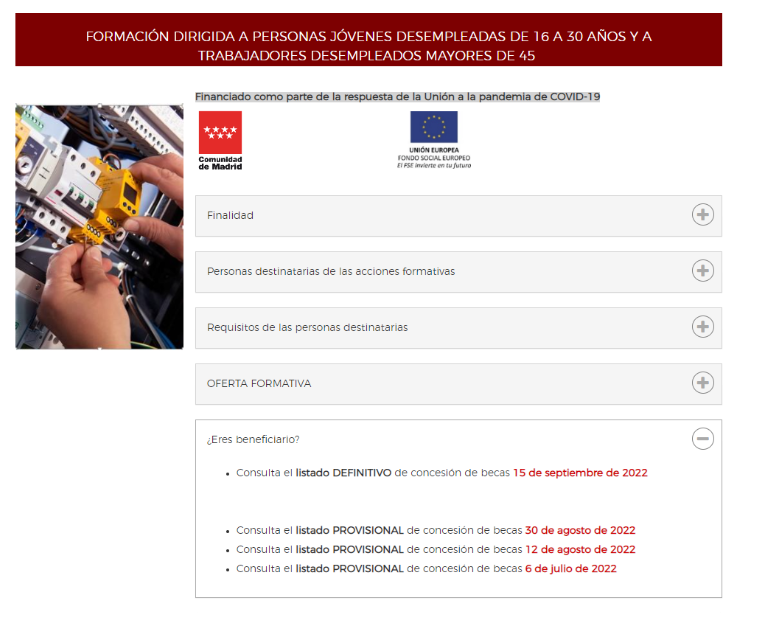 FORMACIÓN DIRIGIDA A PERSONAS JÓVENES DESEMPLEADAS DE 16 A 30 AÑOS Y A
TRABAJADORES DESEMPLEADOS MAYORES DE 45
Financiado como parte de la respuesta de la Unión a la pandemia de COVID-19
Comunidad
de Madrid
UNIÓN EUROPEA
FONDO SOCIAL EUROPEO
El FSE invierte en tu futuro
Finalidad
Personas destinatarias de las acciones formativas
Requisitos de las personas destinatarias
OFERTA FORMATIVA
¿Eres beneficiario?
Consulta el listado DEFINITIVO de concesión de becas 15 de septiembre de 2022
Consulta el listado PROVISIONAL de concesión de becas 30 de agosto de 2022
Consulta el listado PROVISIONAL de concesión de becas 12 de agosto de 2022
Consulta el listado PROVISIONAL de concesión de becas 6 de julio de 2022